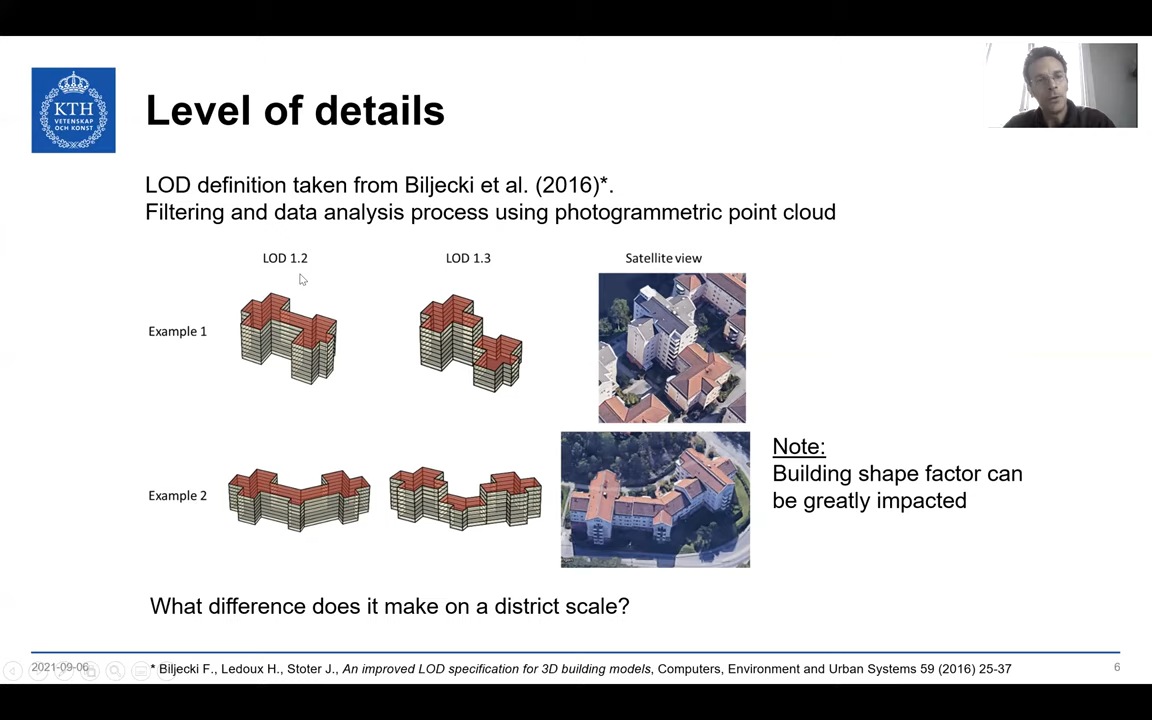 KTH
VETENSKAP
OCH KONST
Level of details
LOD definition taken from Biljecki et al. (2016)*.
Filtering and data analysis process using photogrammetric point cloud
LOD 1.2
LOD 1.3
Satellite view
Example 1
Example 2
Note:
Building shape factor can
be greatly impacted
What difference does it make on a district scale?
2021-09-06
* Biljecki F., Ledoux H., Stoter J., An improved LOD specification for 3D building models, Computers, Environment and Urban Systems 59 (2016) 25-37
6